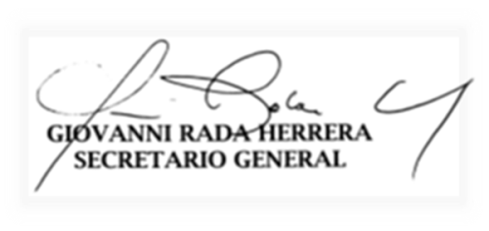 GIOVANNI RADA HERRERA
SECRETARIO GENERAL